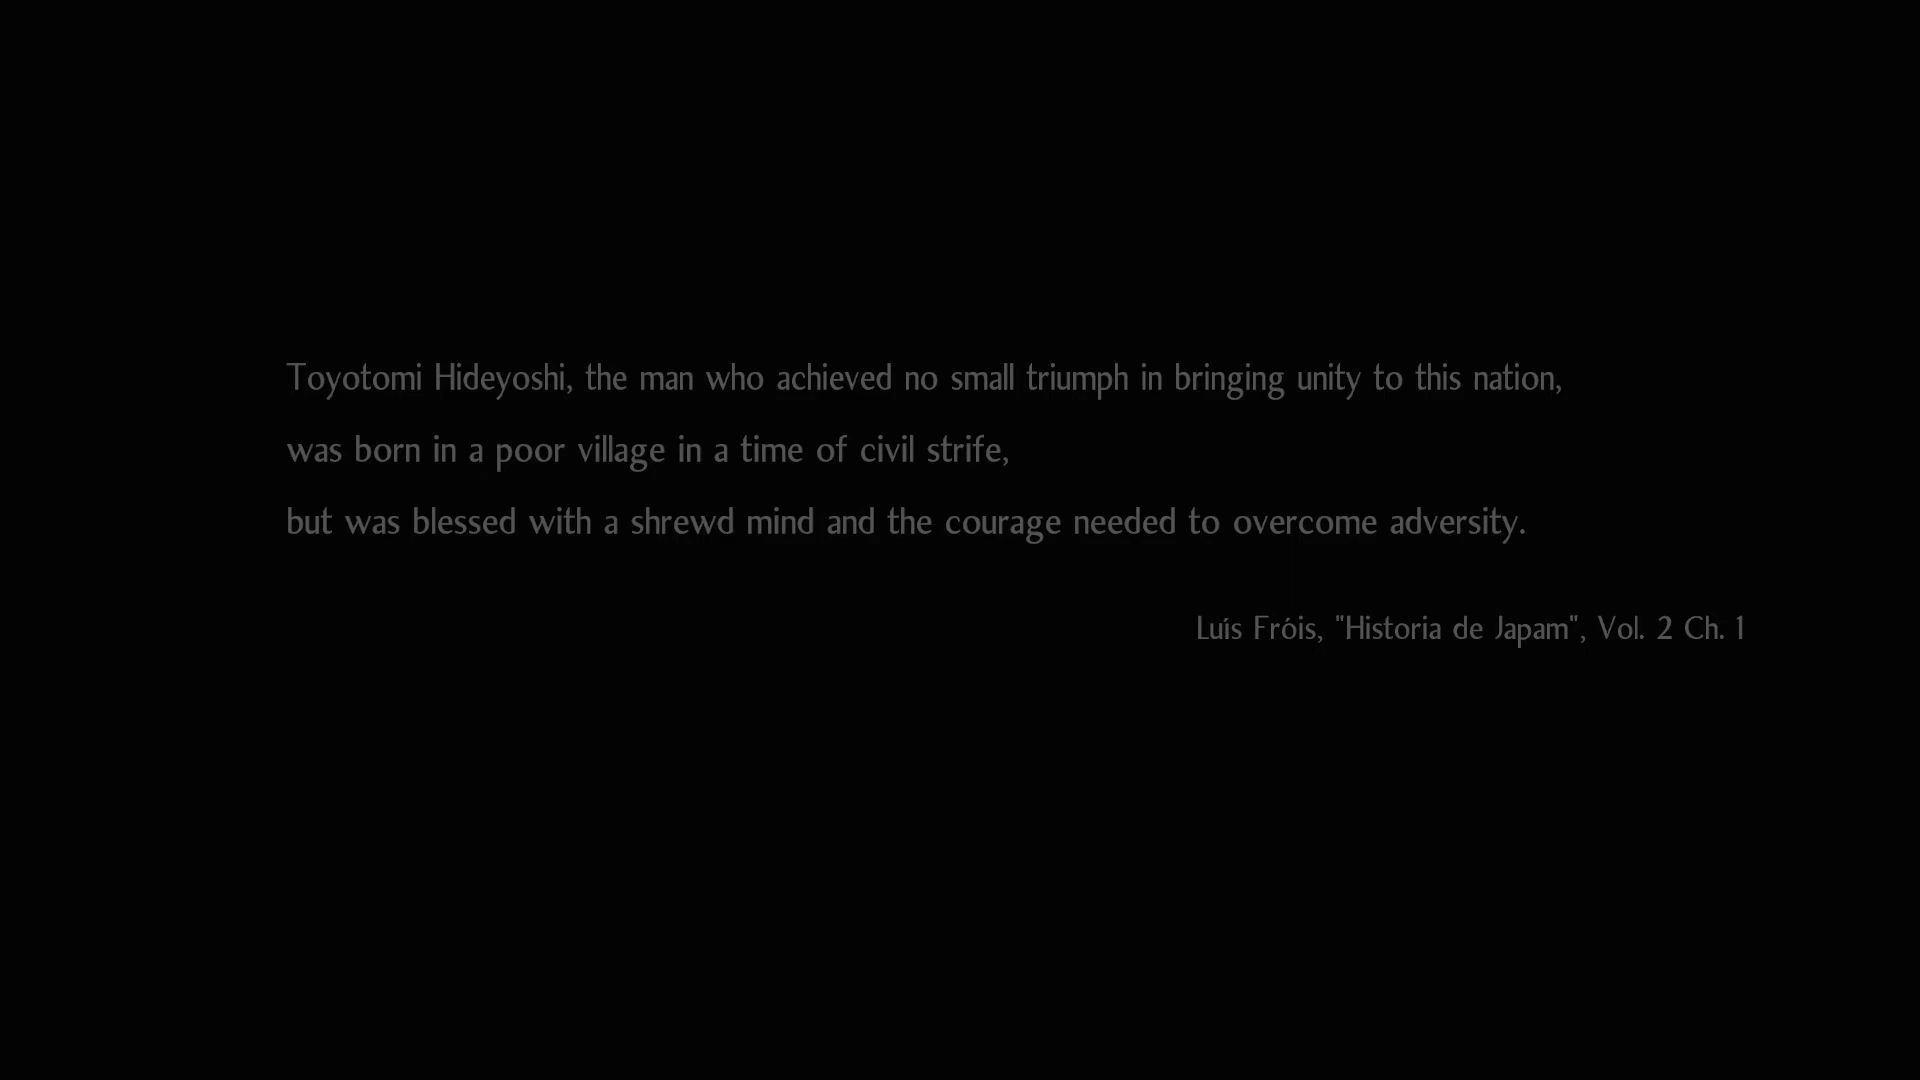 Toyotomi Hideyoshi, the man who achieved no small triumph in bringing unity to this nation,
was born in a poor village in a time of civil strife,
but was blessed with a shrewd mind and the courage needed to overcome adversity.
Luís Fróis, "Historia de Japam", Vol. 2 Ch. 1